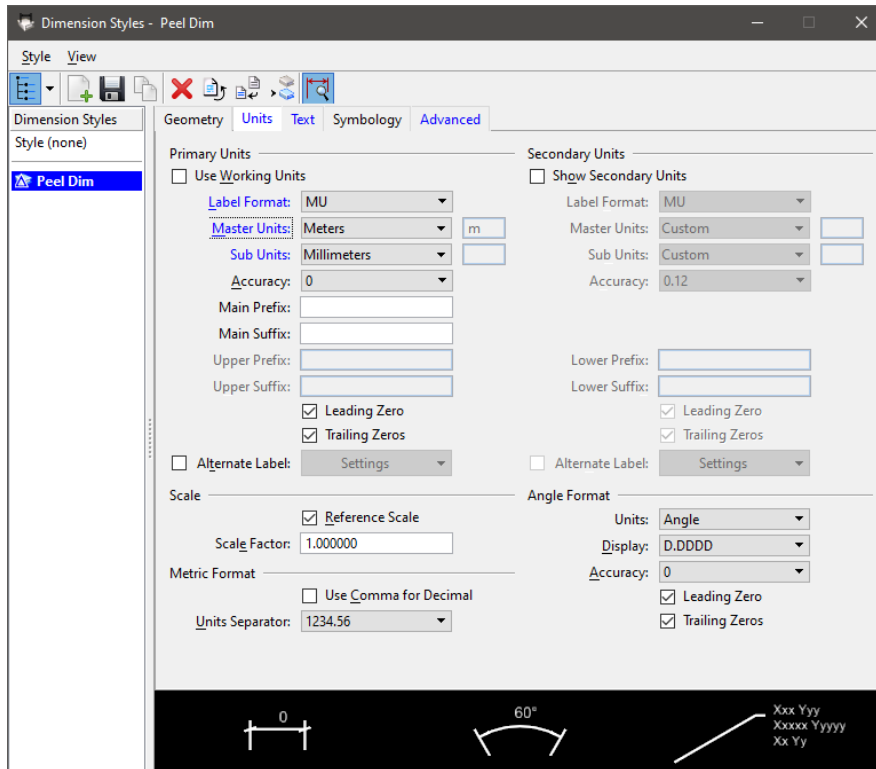 Dimension Styles - Peel Dim
Style View
Dimension Styles
Style (none)
Peel Dim
Geometry Units Text Symbology Advanced
Primary Units
Use Working Units
Label Format: MU
Master Units: Meters m
Sub Units: Millimeters
Accuracy: 0
Main Prefix:
Main Suffix:
Upper Prefix:
Upper Suffix:
Leading Zero
Trailing Zeros
Alternate Label: Settings
Secondary Units
Show Secondary Units
Label Format: MU
Master Units: Custom
Sub Units: Custom
Accuracy: 0.12
Lower Prefix:
Lower Suffix:
Leading Zero
Trailing Zeros
Alternate Label: Settings
Scale
Reference Scale
Scale Factor: 1.000000
Metric Format
Use Comma for Decimal
Units Separator: 1234.56
Angle Format
Units: Angle
Display: D.DDDD
Accuracy: 0
Leading Zero
Trailing Zeros
0
60°
Xxx Yyy
Xxxxx Yyyyy
Xx Yy